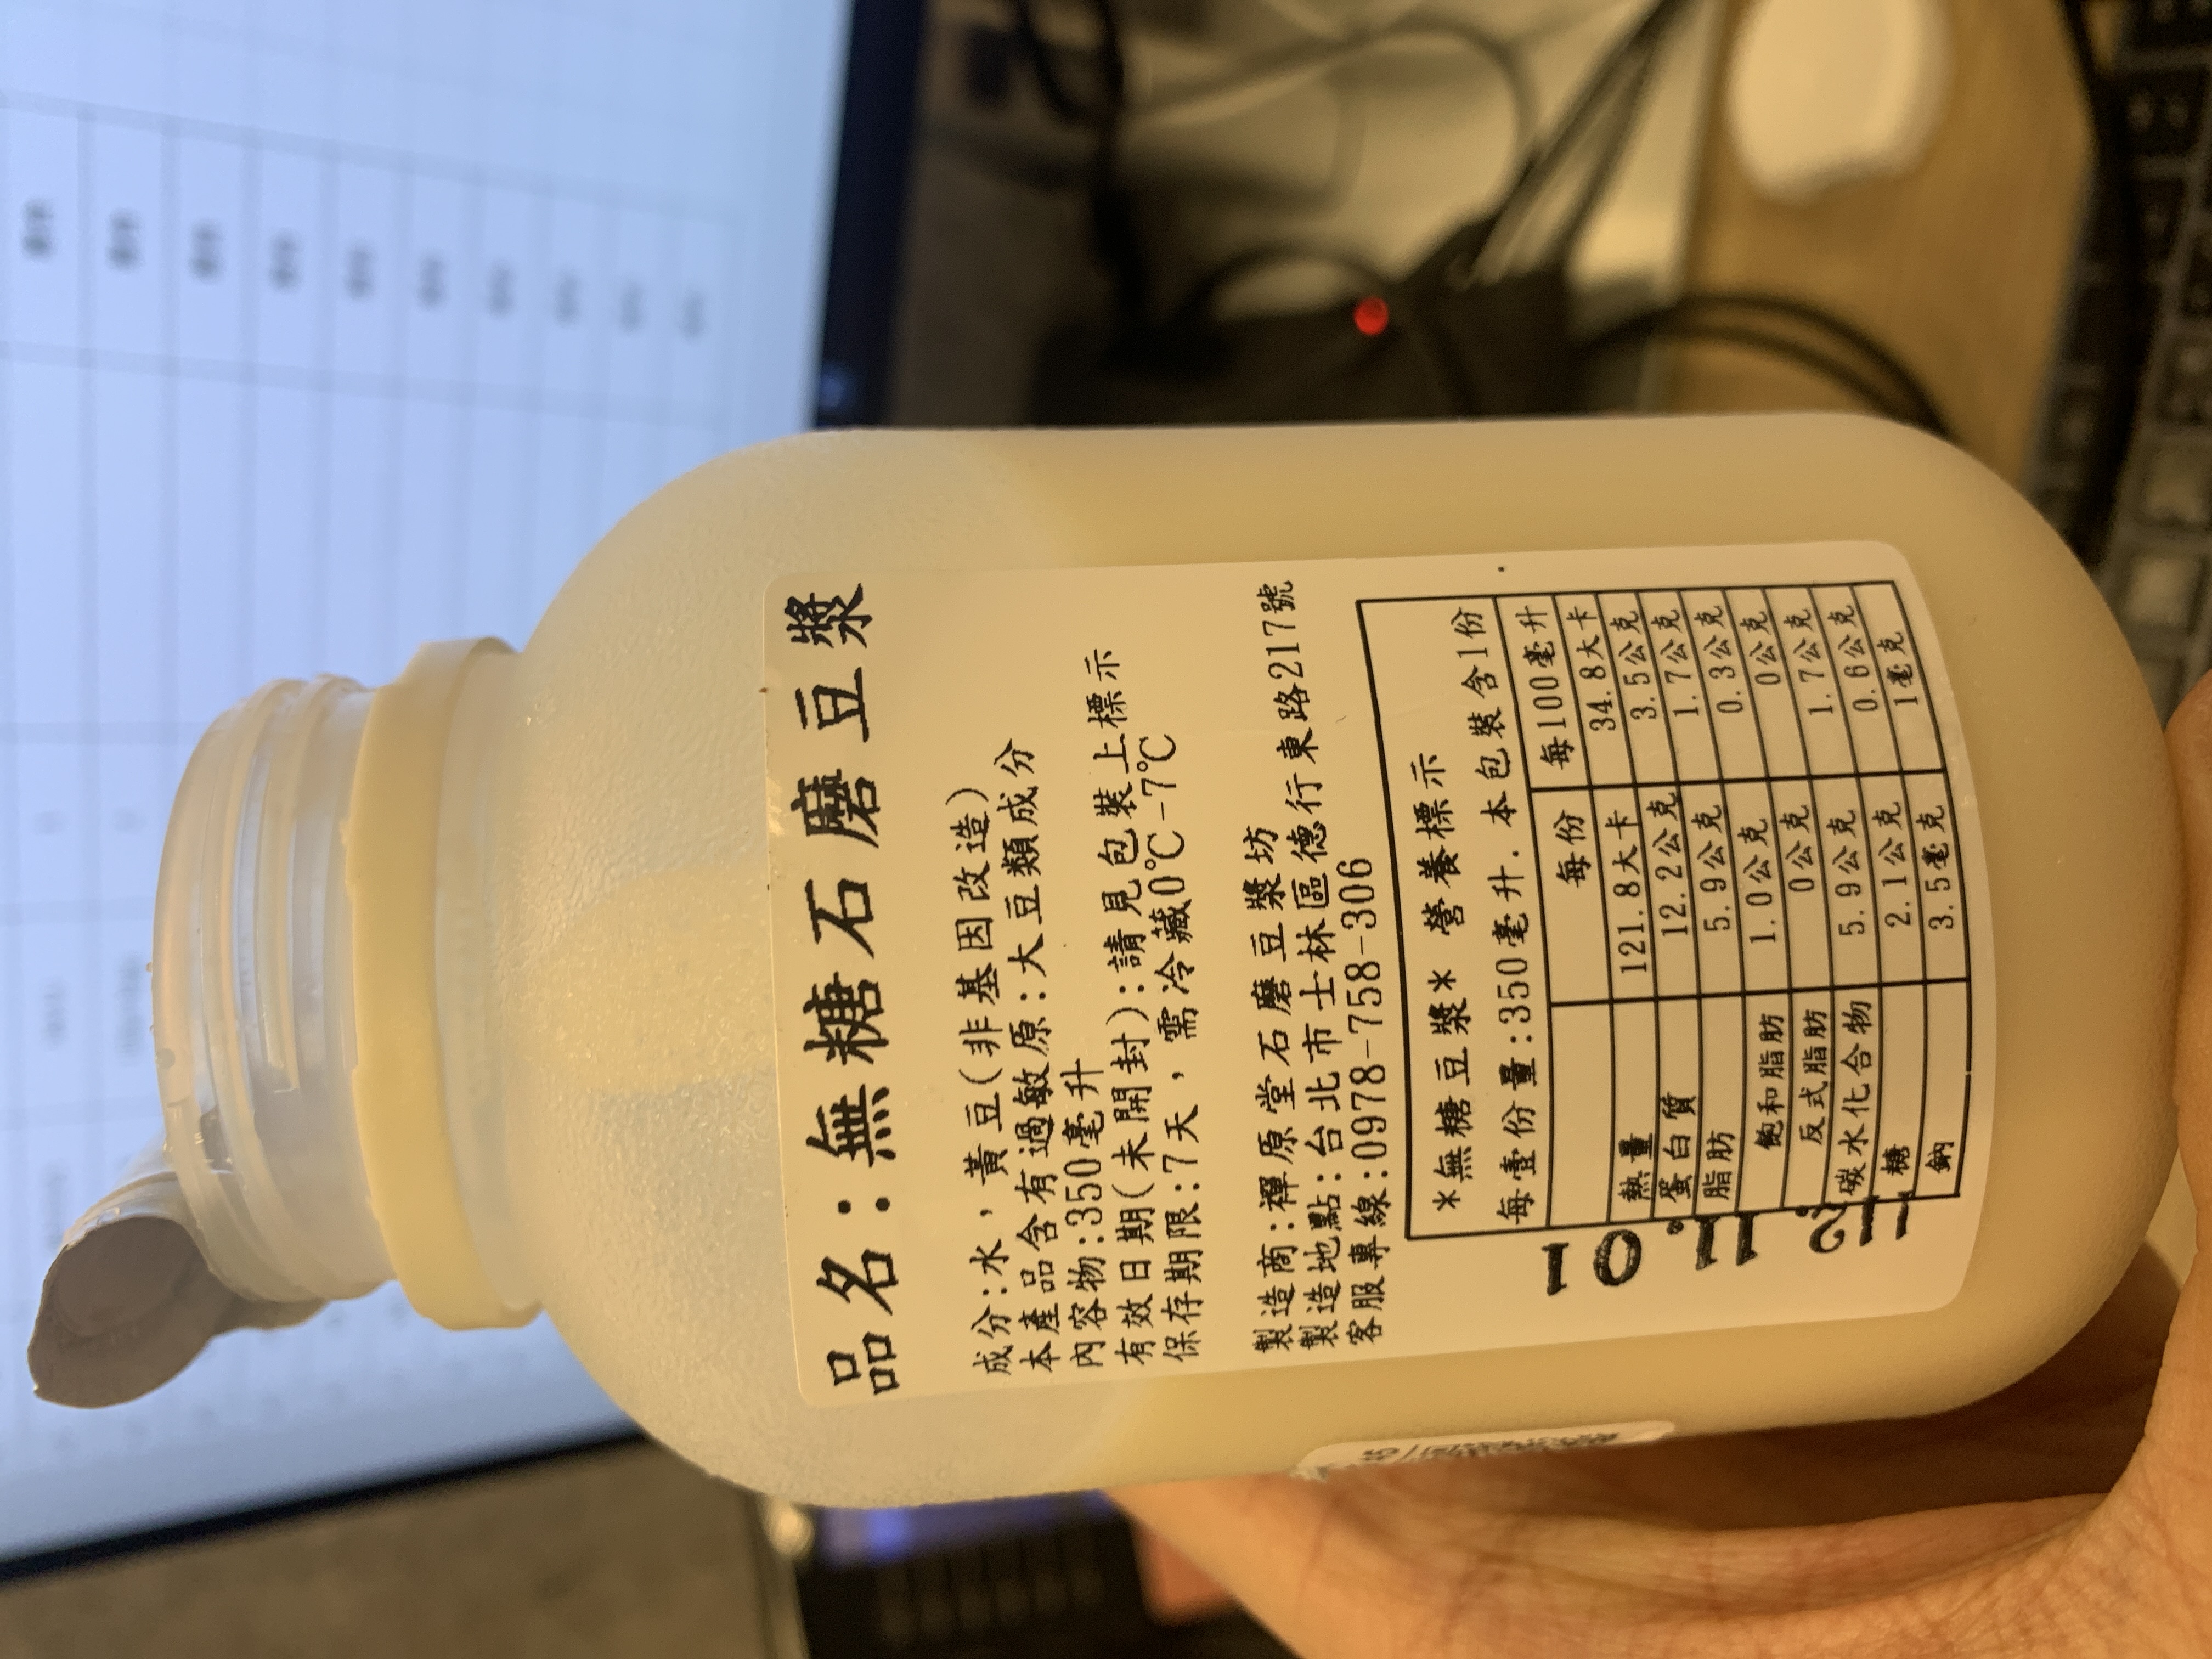 品名:無糖石磨豆漿
成分:水,黃豆(非基因改造)
本產品含有過敏原:大豆類成分
內容物:350毫升
有效日期(未開封):請見包裝上標示
保存期限:7天,需冷藏0℃-7℃
製造商:禪原堂石磨豆漿坊
製造地點:台北市士林區德行東路217號
客服專線:0978-758-306
*無糖豆漿* 營養標示
每壹份量:350毫升.本包裝含1份
每份 每100毫升
熱量 121.8大卡 34.8大卡
蛋白質 12.2公克 3.5公克
脂肪 5.9公克 1.7公克
飽和脂肪 1.0公克 0.3公克
反式脂肪 0公克 0公克
碳水化合物 5.9公克 1.7公克
糖 2.1公克 0.6公克
鈉 3.5毫克 1毫克
112.11.01